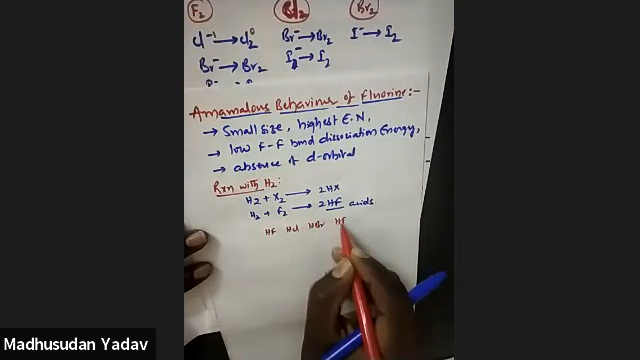 F₂ Cl₂ Br₂
Cl⁻¹ → Cl₂⁰ Br⁻ → Br₂ I⁻ → I₂
Br⁻ → Br₂ I₂⁻ → I₂
Anamalous Behaviour of Fluorine:-
→ Small size, highest E.N,
→ low F-F bond dissociation Energy,
→ absence of d-orbital
Rxn with H₂:
H2 + X₂ → 2HX
H₂ + F₂ → 2HF acids
HF HCl HBr HI
Madhusudan Yadav